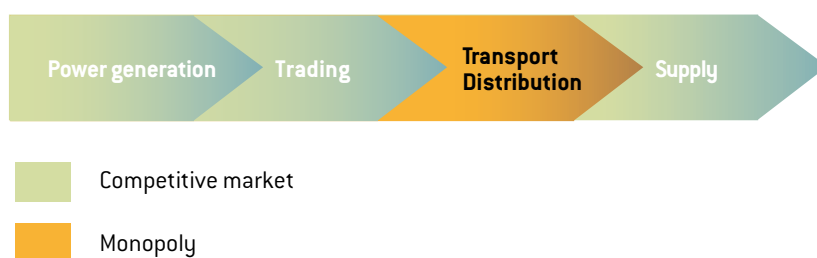 Power generation
Trading
Transport
Distribution
Supply
Competitive market
Monopoly